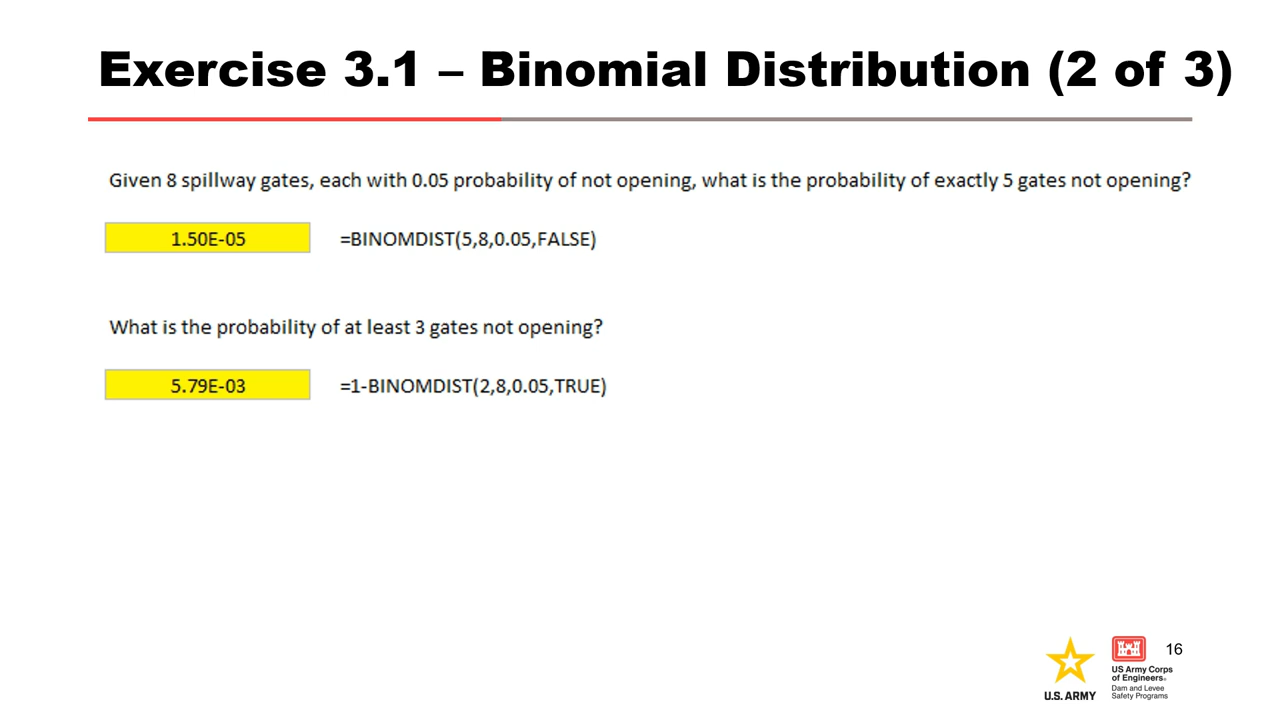 Exercise 3.1 – Binomial Distribution (2 of 3)
Given 8 spillway gates, each with 0.05 probability of not opening, what is the probability of exactly 5 gates not opening?
1.50E-05 =BINOMDIST(5,8,0.05,FALSE)
What is the probability of at least 3 gates not opening?
5.79E-03 =1-BINOMDIST(2,8,0.05,TRUE)
16
U.S. ARMY
US Army Corps
of Engineers®
Dam and Levee
Safety Programs